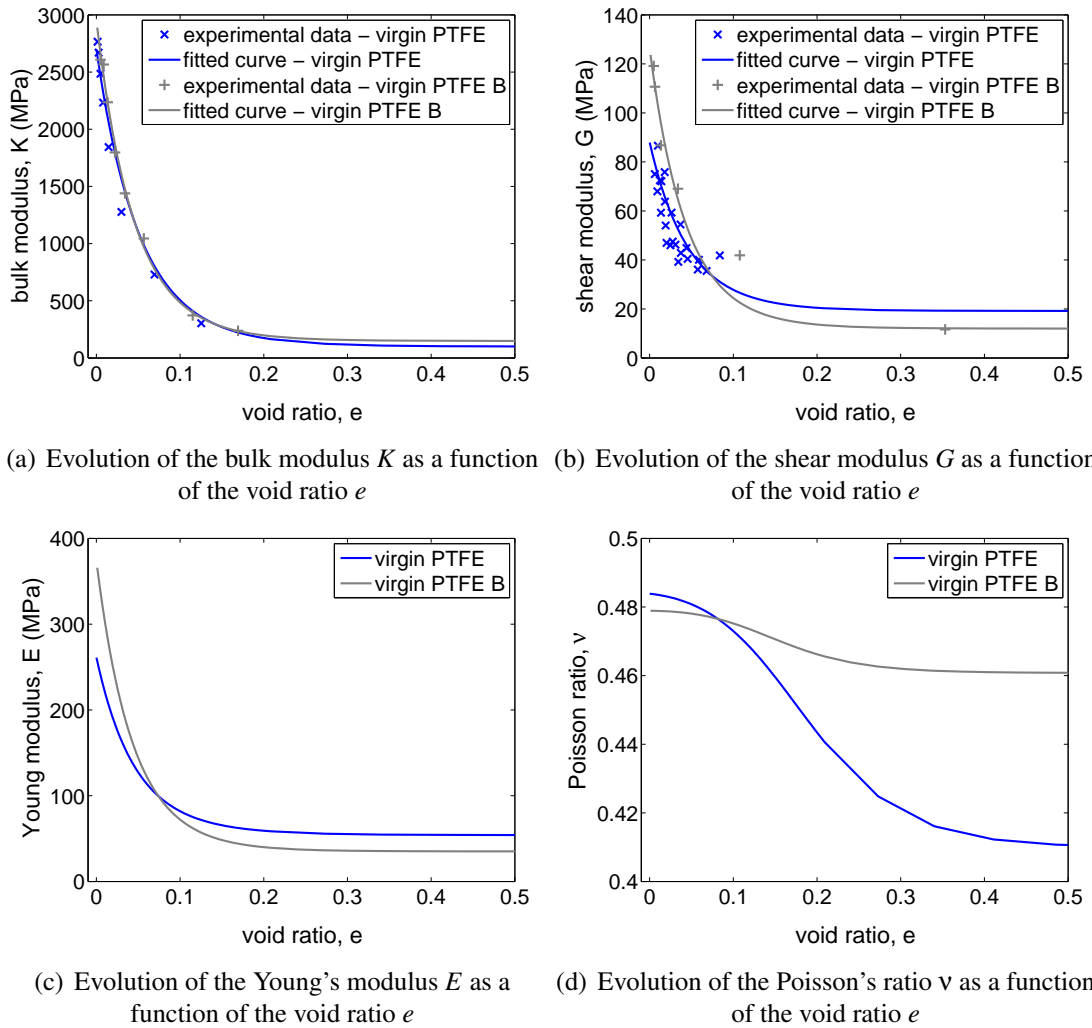 3000
2500
2000
1500
1000
500
0
bulk modulus, K (MPa)
experimental data − virgin PTFE
fitted curve − virgin PTFE
experimental data − virgin PTFE B
fitted curve − virgin PTFE B
0 0.1 0.2 0.3 0.4 0.5
void ratio, e
140
120
100
80
60
40
20
0
shear modulus, G (MPa)
experimental data − virgin PTFE
fitted curve − virgin PTFE
experimental data − virgin PTFE B
fitted curve − virgin PTFE B
0 0.1 0.2 0.3 0.4 0.5
void ratio, e
(a) Evolution of the bulk modulus K as a function
of the void ratio e
(b) Evolution of the shear modulus G as a function
of the void ratio e
400
300
200
100
0
Young modulus, E (MPa)
virgin PTFE
virgin PTFE B
0 0.1 0.2 0.3 0.4 0.5
void ratio, e
0.5
0.48
0.46
0.44
0.42
0.4
Poisson ratio, ν
virgin PTFE
virgin PTFE B
0 0.1 0.2 0.3 0.4 0.5
void ratio, e
(c) Evolution of the Young's modulus E as a
function of the void ratio e
(d) Evolution of the Poisson's ratio ν as a function
of the void ratio e